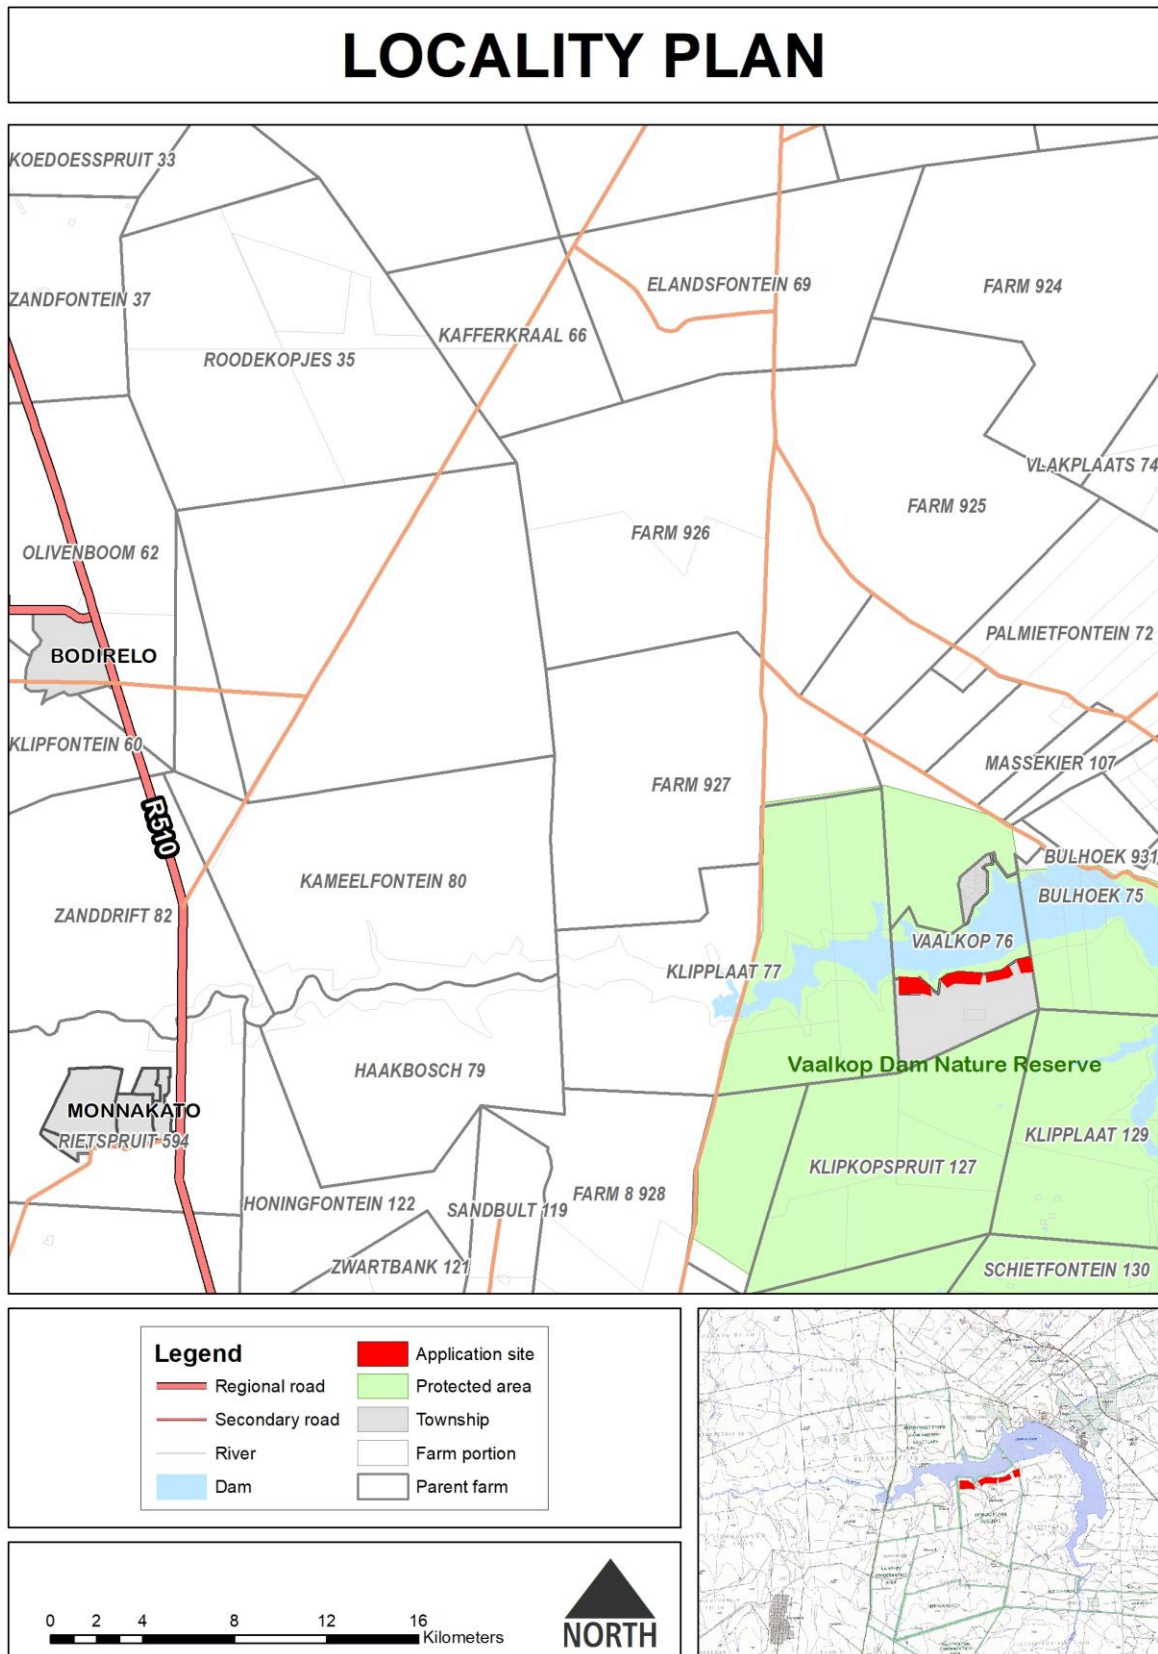 LOCALITY PLAN
KOEDOESSPRUIT 33
ZANDFONTEIN 37
ELANDSFONTEIN 69
FARM 924
KAFFERKRAAL 66
ROODEKOPJES 35
VLAKPLAATS 74
FARM 925
FARM 926
OLIVENBOOM 62
PALMIETFONTEIN 72
BODIRELO
KLIPFONTEIN 60
MASSEKIER 107
FARM 927
R510
BULHOEK 931
KAMEELFONTEIN 80
BULHOEK 75
ZANDDRIFT 82
VAALKOP 76
KLIPPLAAT 77
Vaalkop Dam Nature Reserve
HAAKBOSCH 79
MONNAKATO
RIETSPRUIT 594
KLIPPLAAT 129
KLIPKOPSPRUIT 127
FARM 8 928
HONINGFONTEIN 122
SANDBULT 119
ZWARTBANK 121
SCHIETFONTEIN 130
Legend
Regional road
Secondary road
River
Dam
Application site
Protected area
Township
Farm portion
Parent farm
0 2 4 8 12 16
Kilometers
NORTH